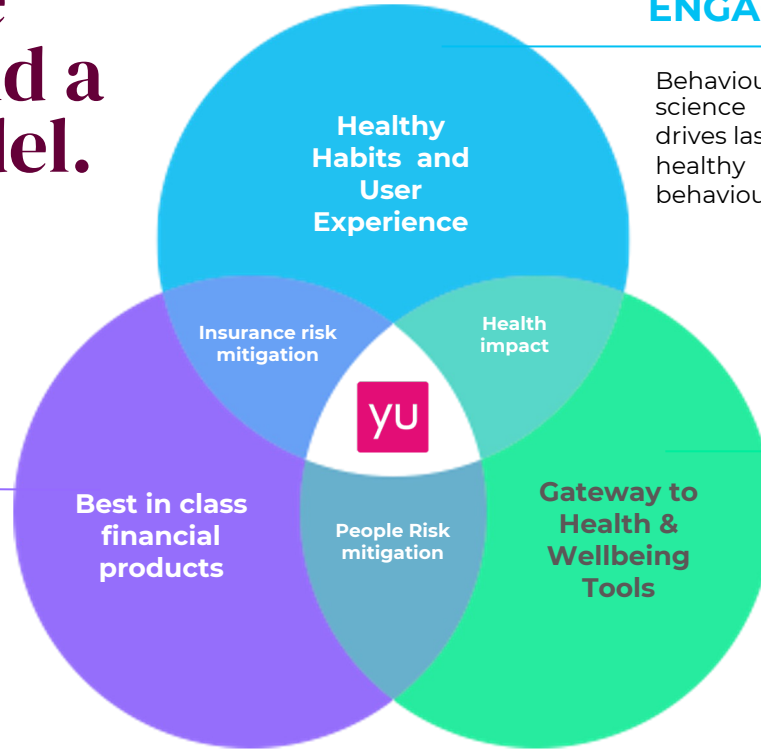 d a
del.
ENGA
Behaviou
science
drives las
healthy
behaviou
Healthy
Habits and
User
Experience
Insurance risk
mitigation
Health
impact
yu
Best in class
financial
products
People Risk
mitigation
Gateway to
Health &
Wellbeing
Tools